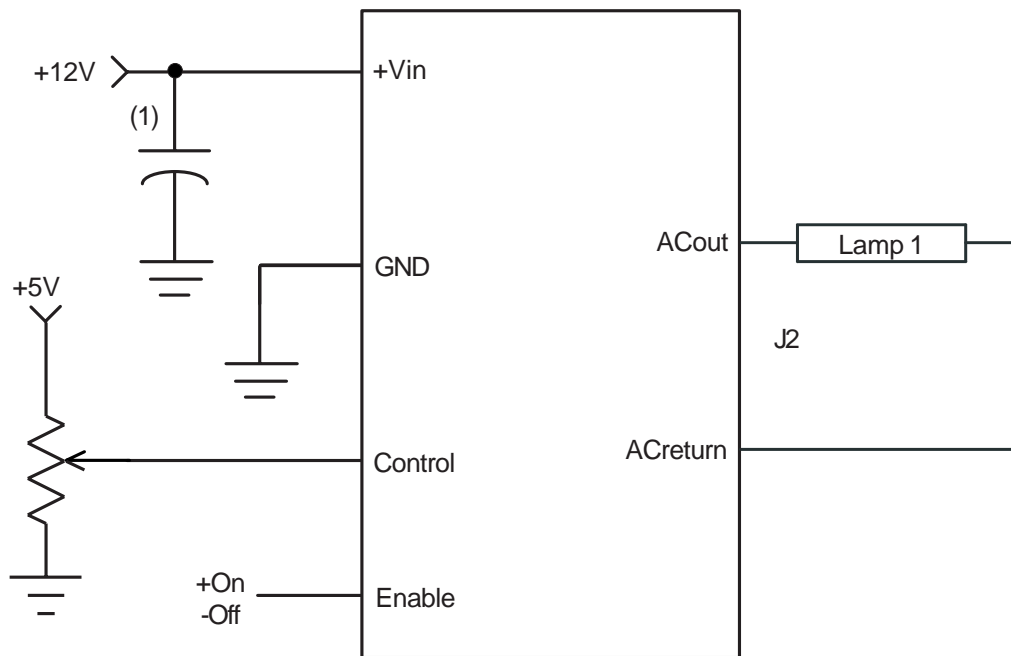 +12V
+Vin
(1)
ACout
Lamp 1
GND
+5V
J2
Control
ACreturn
+On
-Off
Enable